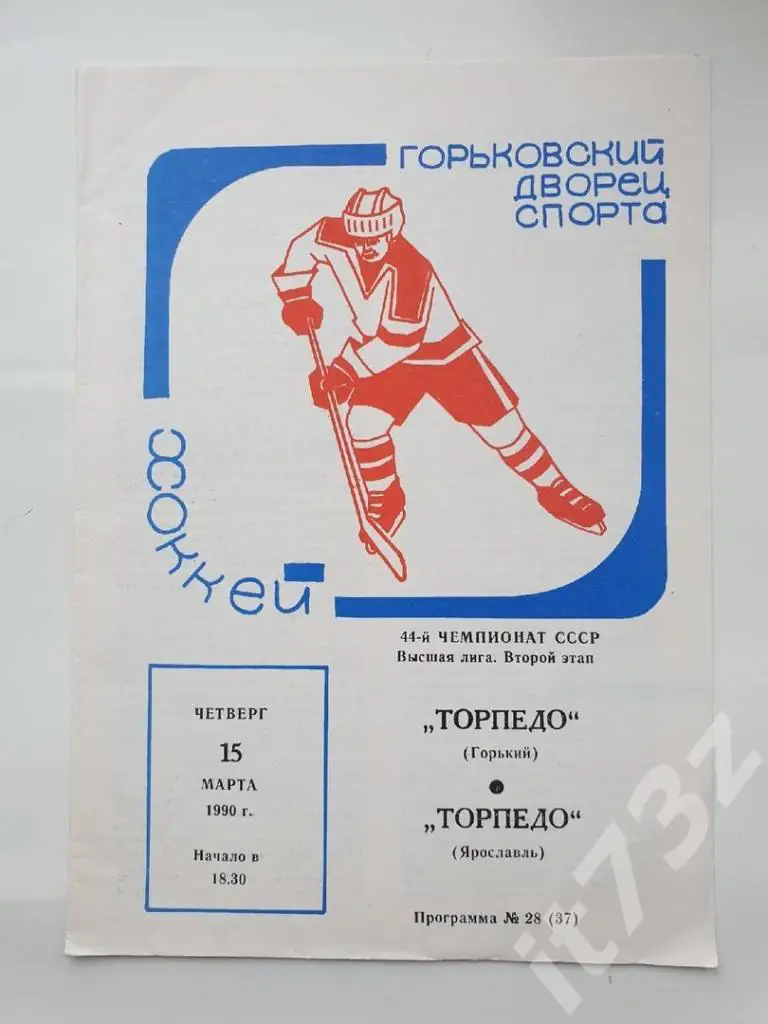 ГОРЬКОВСКИЙ
ДВОРЕЦ
СПОРТА
ХОККЕЙ
44-й ЧЕМПИОНАТ СССР
Высшая лига. Второй этап
ЧЕТВЕРГ
15
МАРТА
1990 г.
Начало в
18.30
„ТОРПЕДО“
(Горький)
„ТОРПЕДО“
(Ярославль)
Программа № 28 (37)
it73z